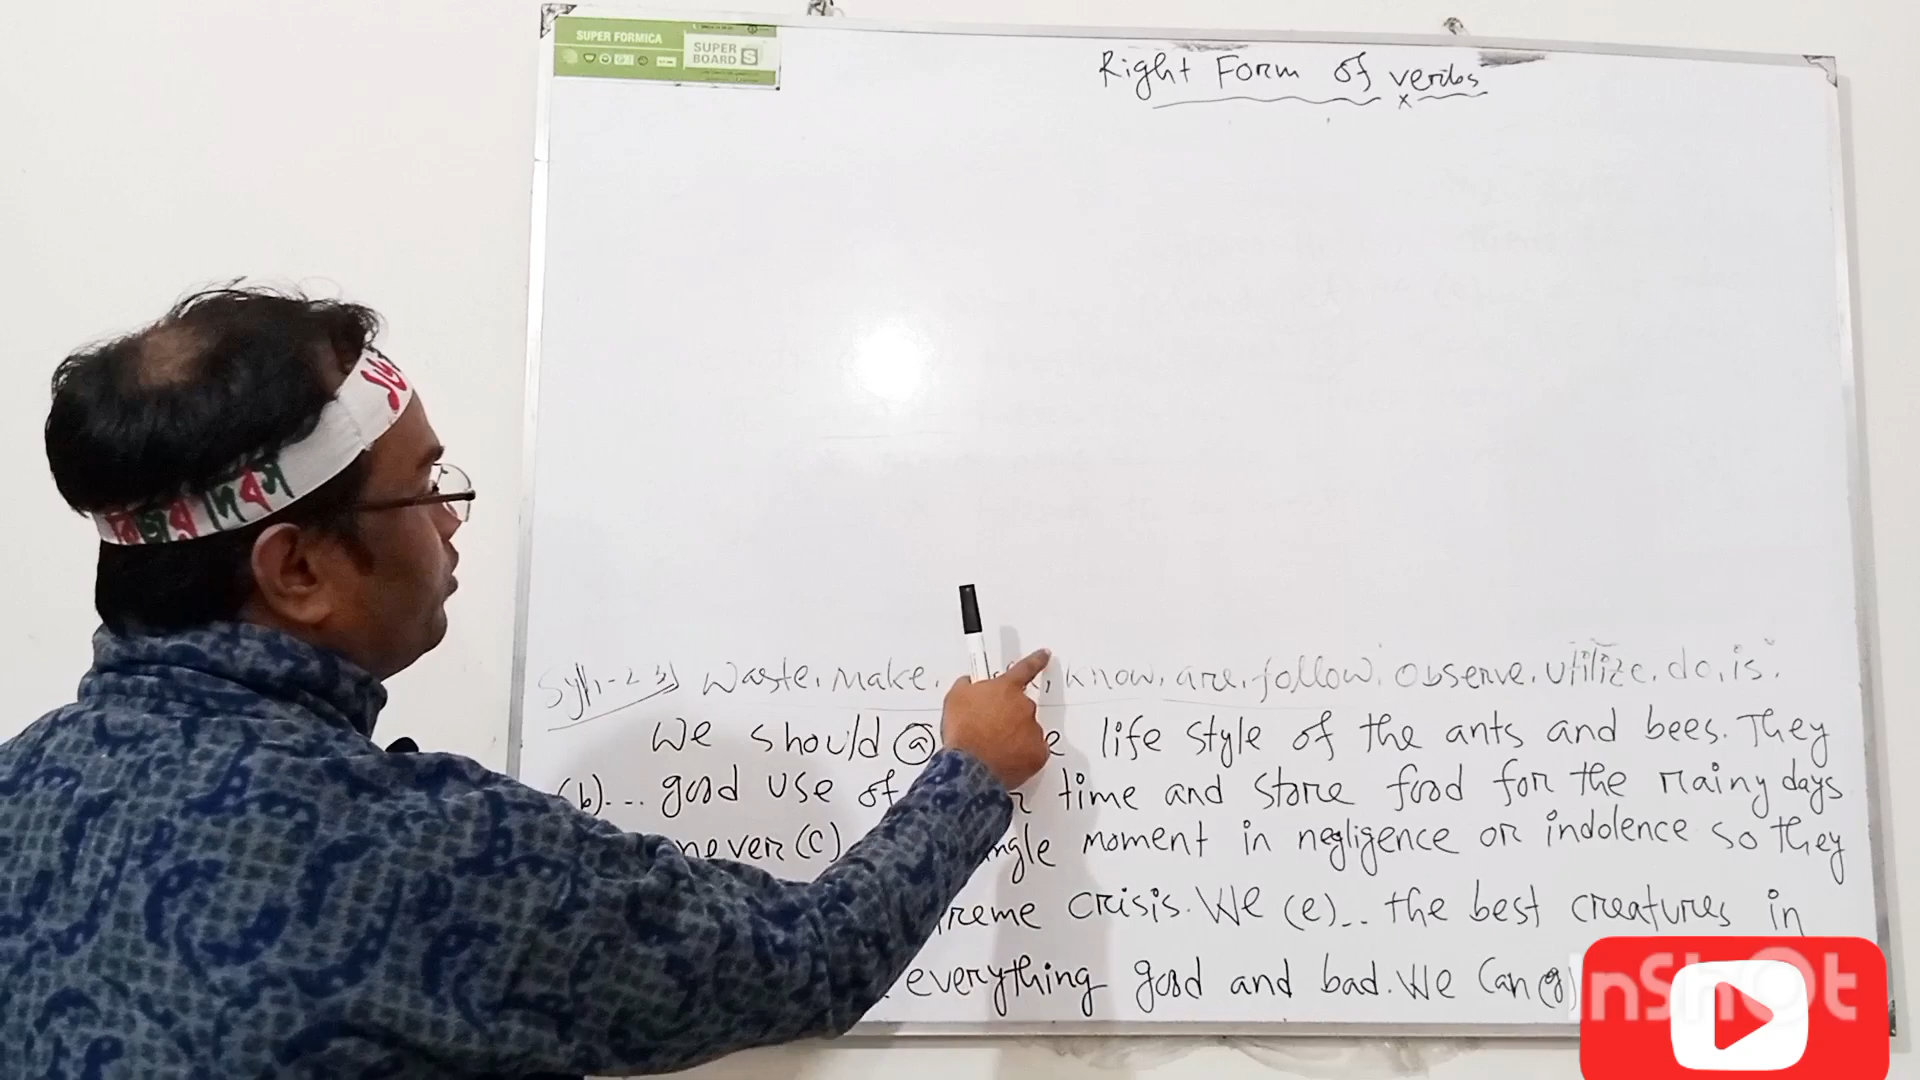 SUPER FORMICA
SUPER BOARD S
Right Form of verbs
বিজয় দিবস
waste, make, know, are, follow, observe, utilize, do, is.
We should (a) life style of the ants and bees. They
(b)... good use of time and store food for the rainy days
never (c) moment in negligence or indolence so they
crisis. We (e)... the best creatures in
everything good and bad. We can (g)
InShOt